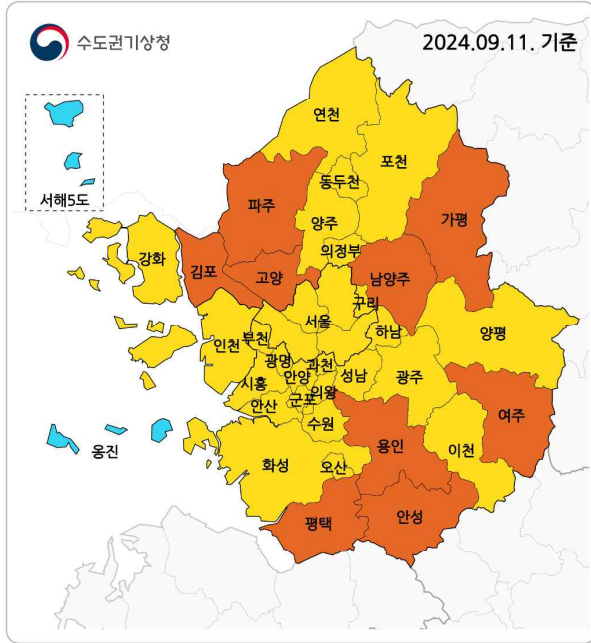 수도권기상청
2024.09.11. 기준
서해5도
연천
포천
동두천
파주
가평
양주
강화
의정부
김포
고양
남양주
구리
서울
인천
부천
하남
양평
광명
과천
안양
성남
광주
시흥
의왕
군포
안산
수원
여주
용인
이천
옹진
화성
오산
평택
안성